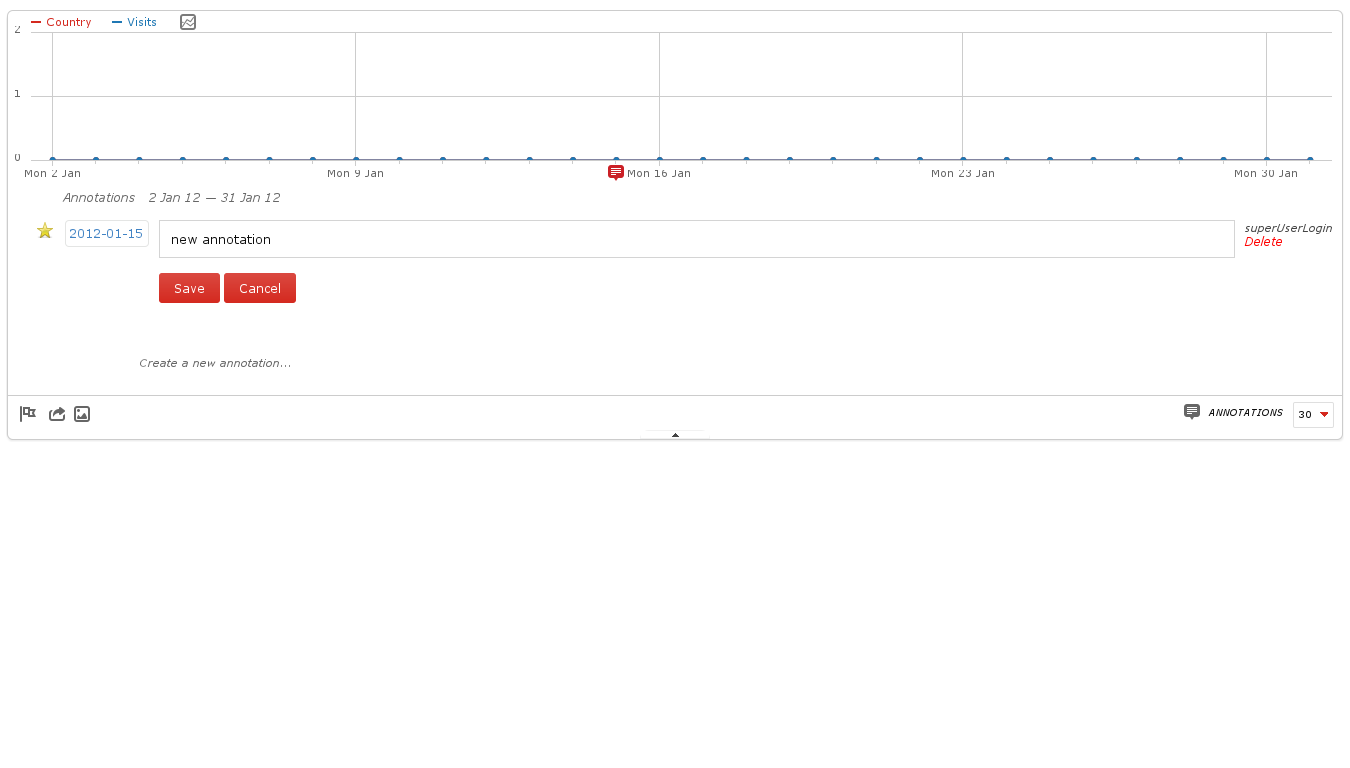 Country Visits
2
1
0
Mon 2 Jan Mon 9 Jan Mon 16 Jan Mon 23 Jan Mon 30 Jan
Annotations 2 Jan 12 — 31 Jan 12
2012-01-15 new annotation superUserLogin
Delete
Save Cancel
Create a new annotation...
ANNOTATIONS 30